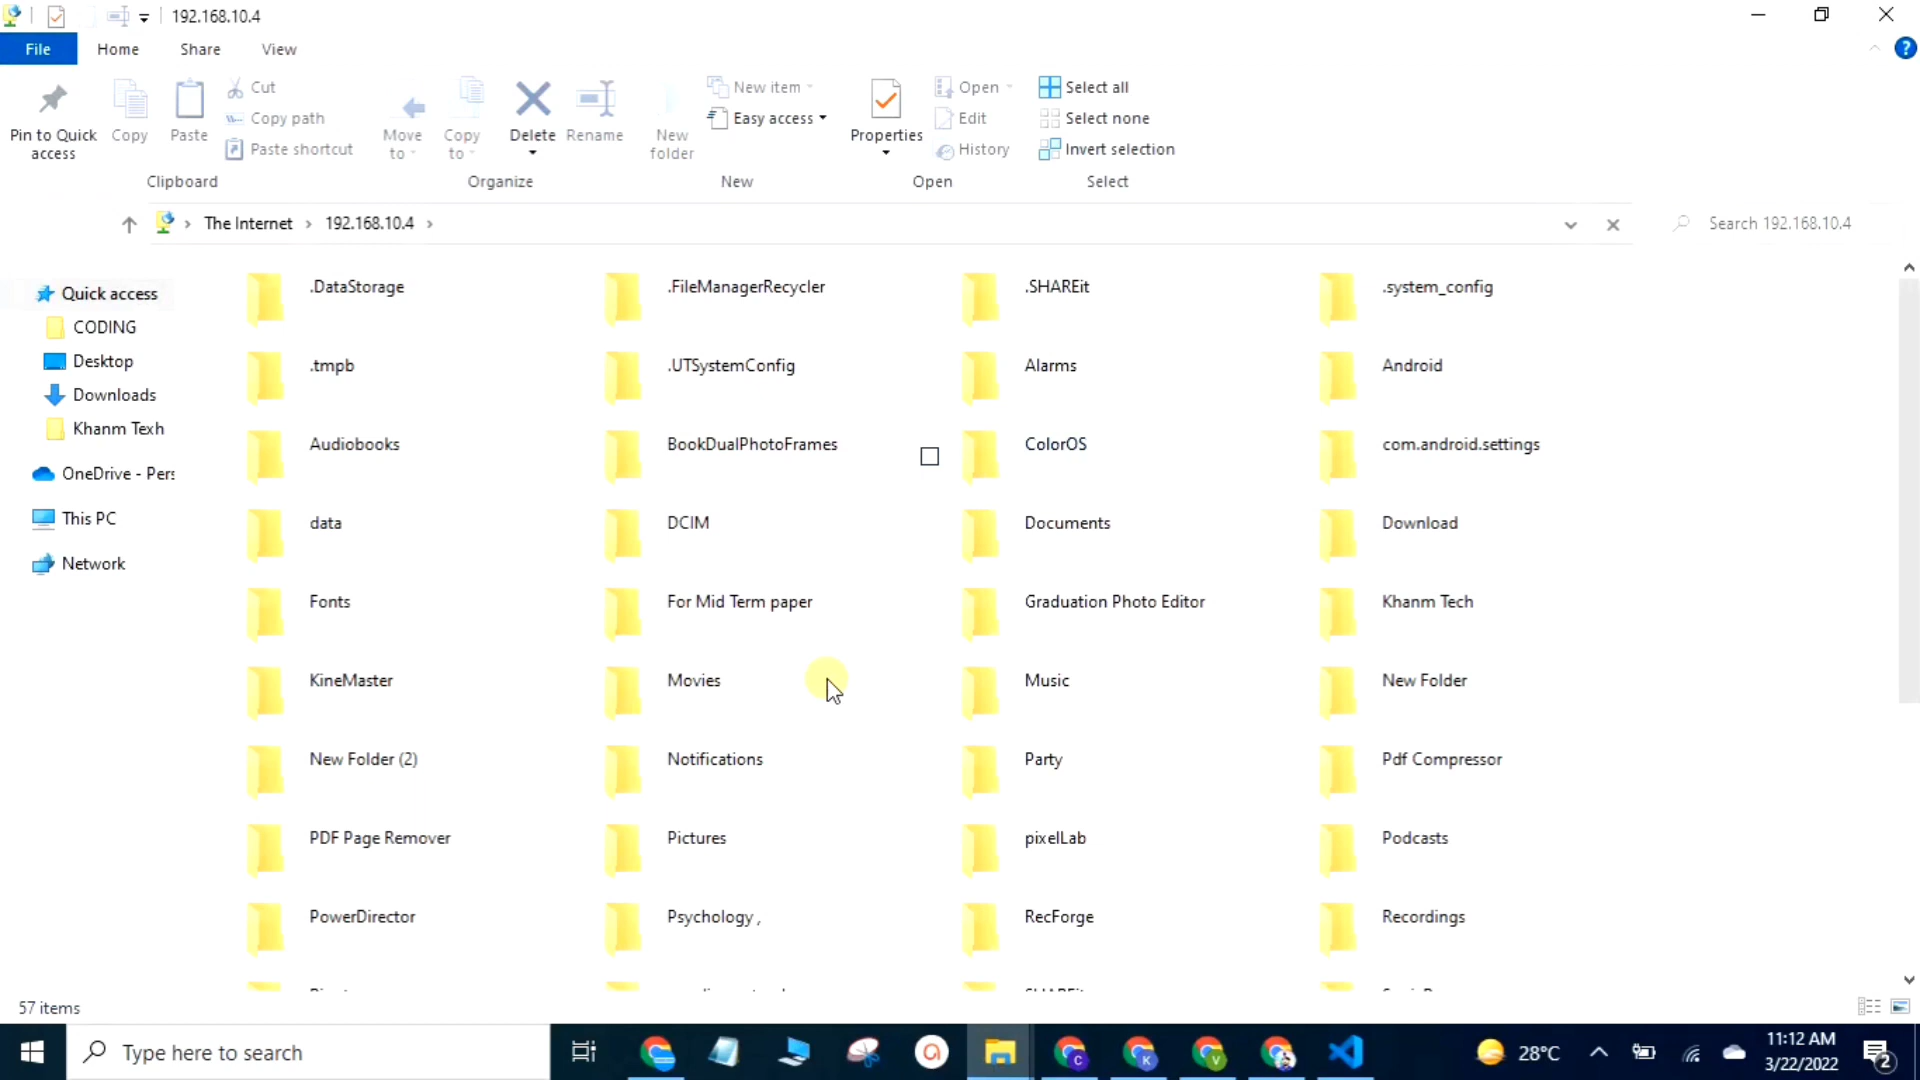 192.168.10.4
File Home Share View
Pin to Quick access
Copy
Paste
Cut
Copy path
Paste shortcut
Clipboard
Move to
Copy to
Delete
Rename
Organize
New folder
New item
Easy access
New
Properties
Open
Edit
History
Open
Select all
Select none
Invert selection
Select
The Internet > 192.168.10.4 >
Search 192.168.10.4
Quick access
CODING
Desktop
Downloads
Khanm Texh
OneDrive - Pers
This PC
Network
.DataStorage .FileManagerRecycler .SHAREit .system_config
.tmpb .UTSystemConfig Alarms Android
Audiobooks BookDualPhotoFrames ColorOS com.android.settings
data DCIM Documents Download
Fonts For Mid Term paper Graduation Photo Editor Khanm Tech
KineMaster Movies Music New Folder
New Folder (2) Notifications Party Pdf Compressor
PDF Page Remover Pictures pixelLab Podcasts
PowerDirector Psychology , RecForge Recordings
57 items
Type here to search
28°C
11:12 AM
3/22/2022
2